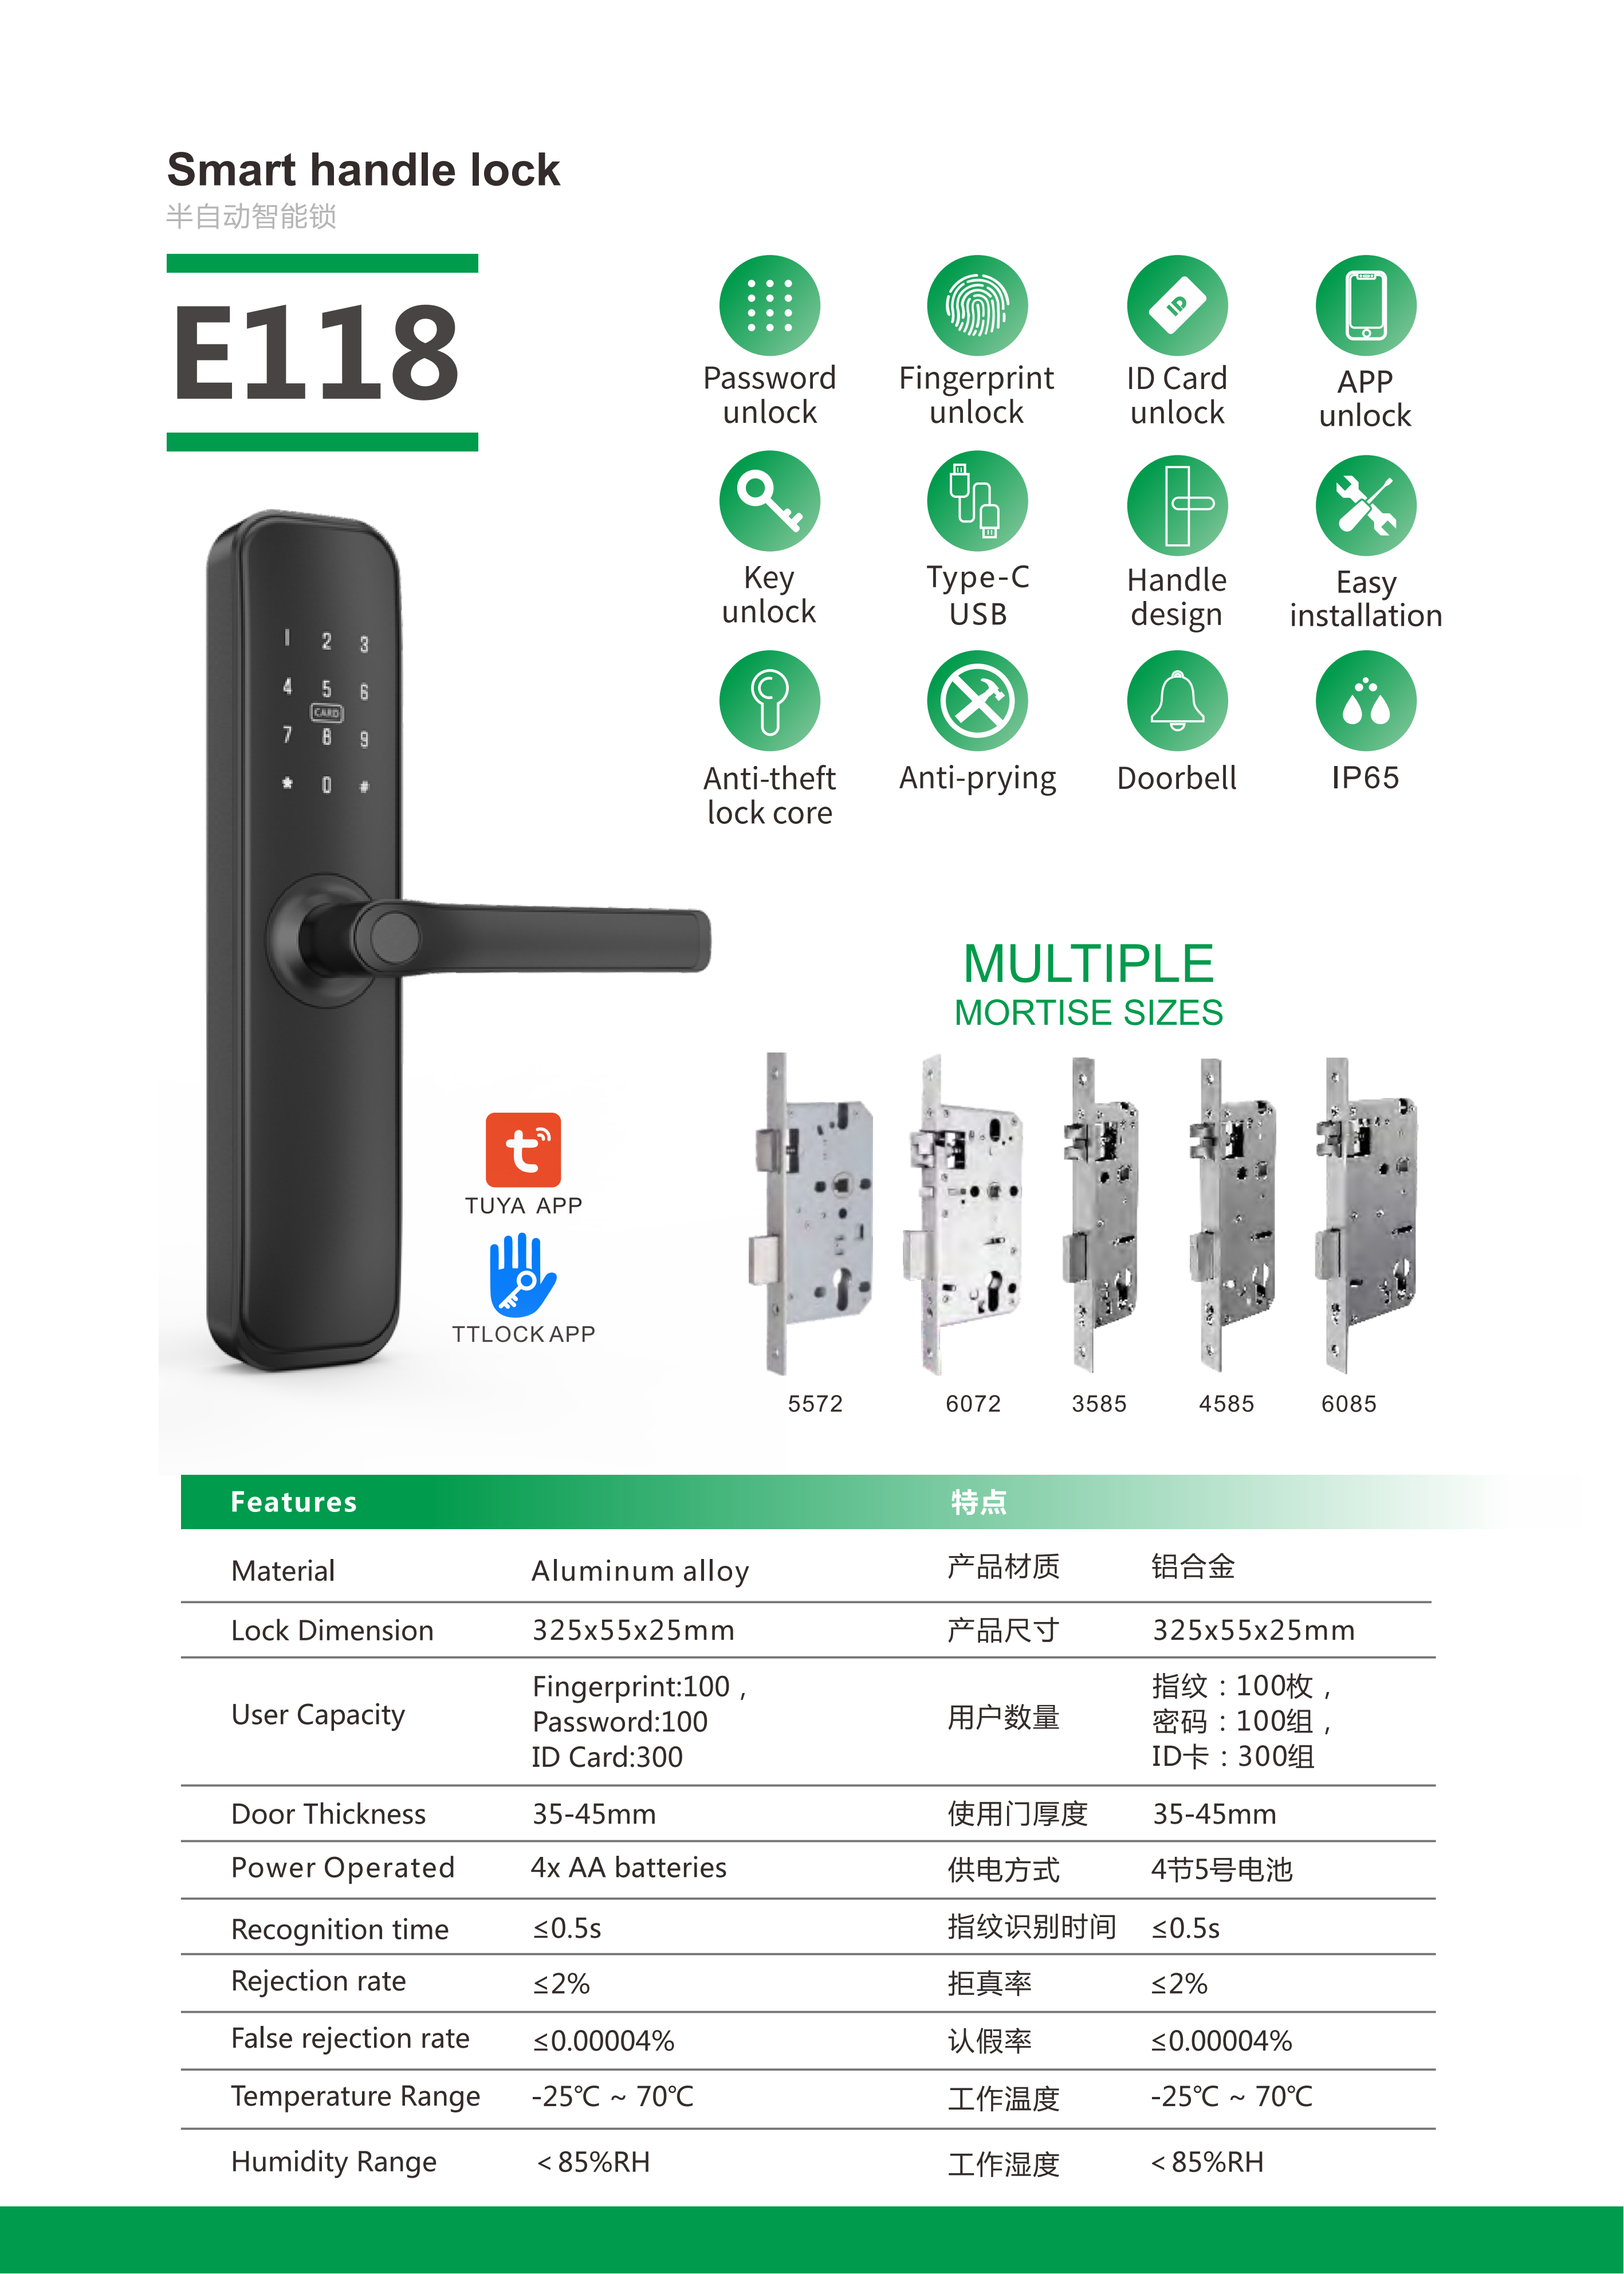 Smart handle lock
半自动智能锁
E118
Password
unlock
Fingerprint
unlock
ID
ID Card
unlock
APP
unlock
Key
unlock
Type-C
USB
Handle
design
Easy
installation
Anti-theft
lock core
Anti-prying
Doorbell
IP65
1 2 3
4 5 6
CARD
7 8 9
* 0 #
MULTIPLE
MORTISE SIZES
TUYA APP
TTLOCK APP
5572
6072
3585
4585
6085
Features 特点
Material Aluminum alloy 产品材质 铝合金
Lock Dimension 325x55x25mm 产品尺寸 325x55x25mm
User Capacity
Fingerprint:100 ,
Password:100
ID Card:300
用户数量
指纹：100枚 ,
密码：100组 ,
ID卡：300组
Door Thickness 35-45mm 使用门厚度 35-45mm
Power Operated 4x AA batteries 供电方式 4节5号电池
Recognition time ≤0.5s 指纹识别时间 ≤0.5s
Rejection rate ≤2% 拒真率 ≤2%
False rejection rate ≤0.00004% 认假率 ≤0.00004%
Temperature Range -25℃ ~ 70℃ 工作温度 -25℃ ~ 70℃
Humidity Range ＜85%RH 工作湿度 ＜85%RH